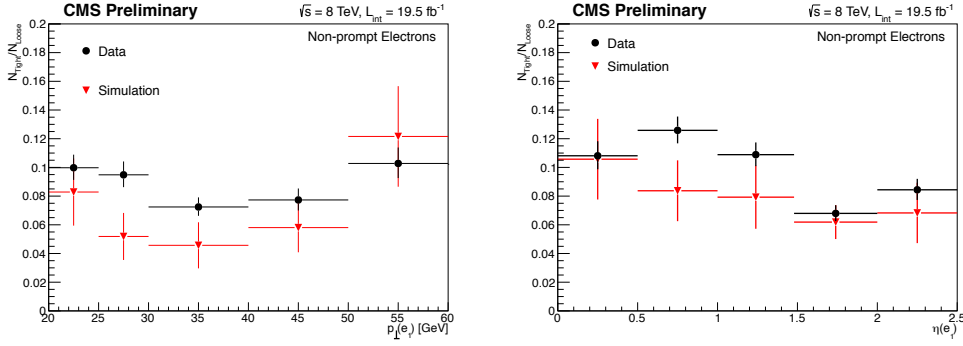 CMS Preliminary √s = 8 TeV, L_int = 19.5 fb⁻¹
N_Tight/N_Loose
Non-prompt Electrons
Data
Simulation
0.2
0.18
0.16
0.14
0.12
0.1
0.08
0.06
0.04
0.02
0
20 25 30 35 40 45 50 55 60
p_⊥(e_1) [GeV]
CMS Preliminary √s = 8 TeV, L_int = 19.5 fb⁻¹
N_Tight/N_Loose
Non-prompt Electrons
Data
Simulation
0.2
0.18
0.16
0.14
0.12
0.1
0.08
0.06
0.04
0.02
0
0 0.5 1 1.5 2 2.5
η(e_1)